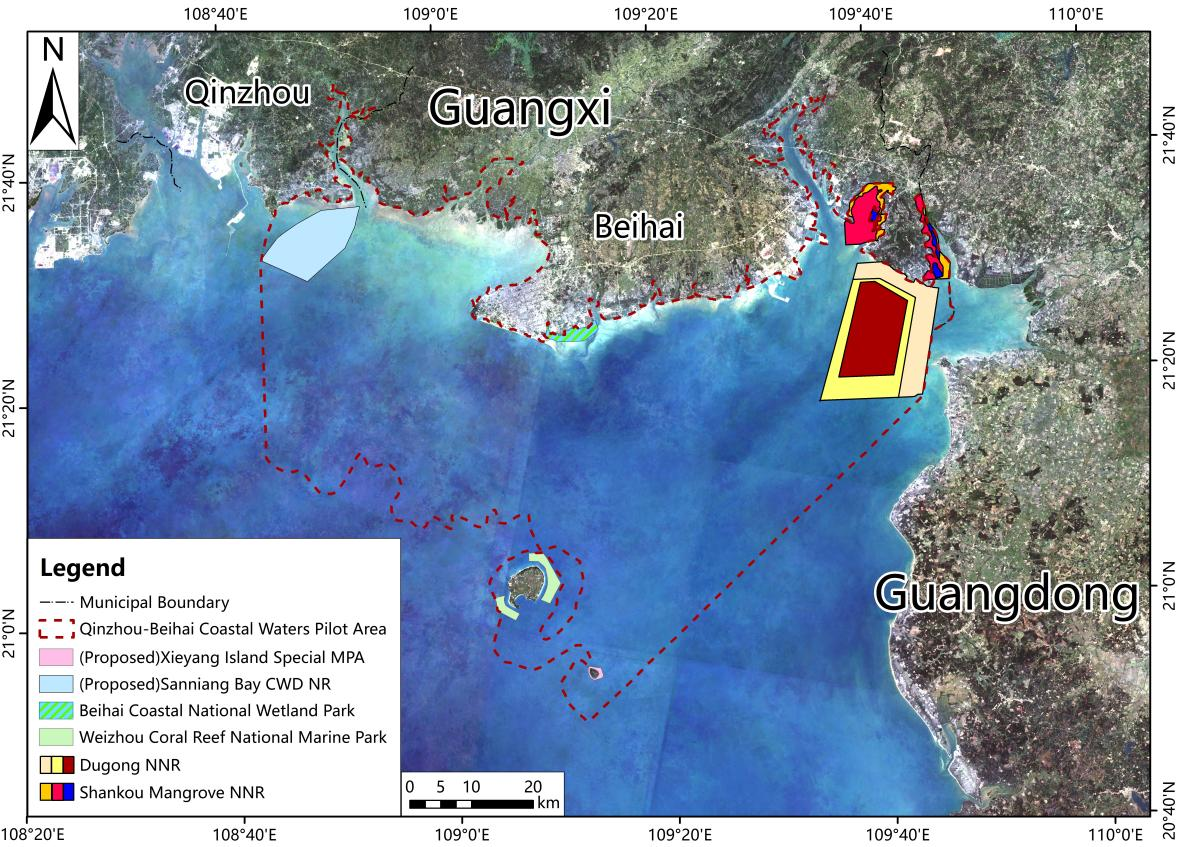 108°40'E 109°0'E 109°20'E 109°40'E 110°0'E
N
Qinzhou
Guangxi
Beihai
Guangdong
21°40'N
21°20'N
21°0'N
21°40'N
21°20'N
21°0'N
20°40'N
Legend
Municipal Boundary
Qinzhou-Beihai Coastal Waters Pilot Area
(Proposed)Xieyang Island Special MPA
(Proposed)Sanniang Bay CWD NR
Beihai Coastal National Wetland Park
Weizhou Coral Reef National Marine Park
Dugong NNR
Shankou Mangrove NNR
0 5 10 20
km
108°20'E 108°40'E 109°0'E 109°20'E 109°40'E 110°0'E